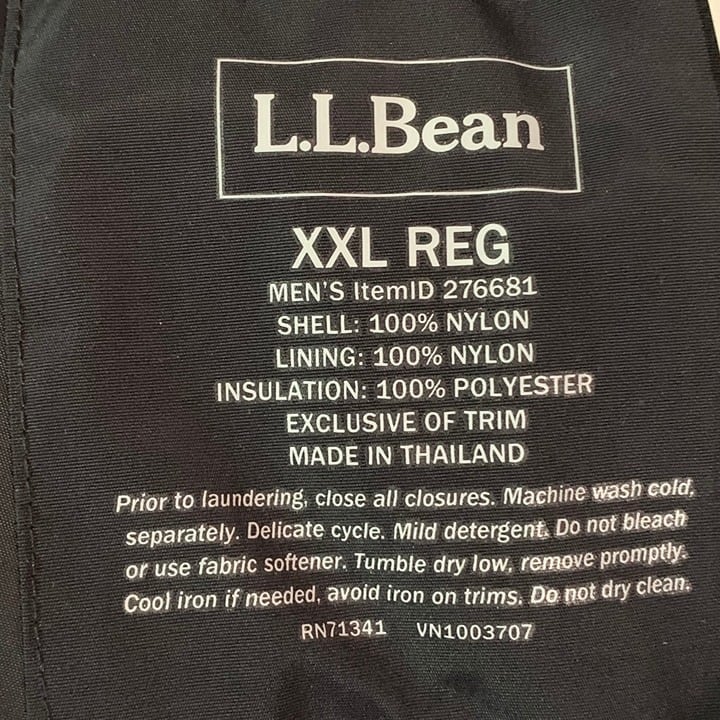 L.L.Bean
XXL REG
MEN'S ItemID 276681
SHELL: 100% NYLON
LINING: 100% NYLON
INSULATION: 100% POLYESTER
EXCLUSIVE OF TRIM
MADE IN THAILAND
Prior to laundering, close all closures. Machine wash cold,
separately. Delicate cycle. Mild detergent. Do not bleach
or use fabric softener. Tumble dry low, remove promptly.
Cool iron if needed, avoid iron on trims. Do not dry clean.
RN71341 VN1003707